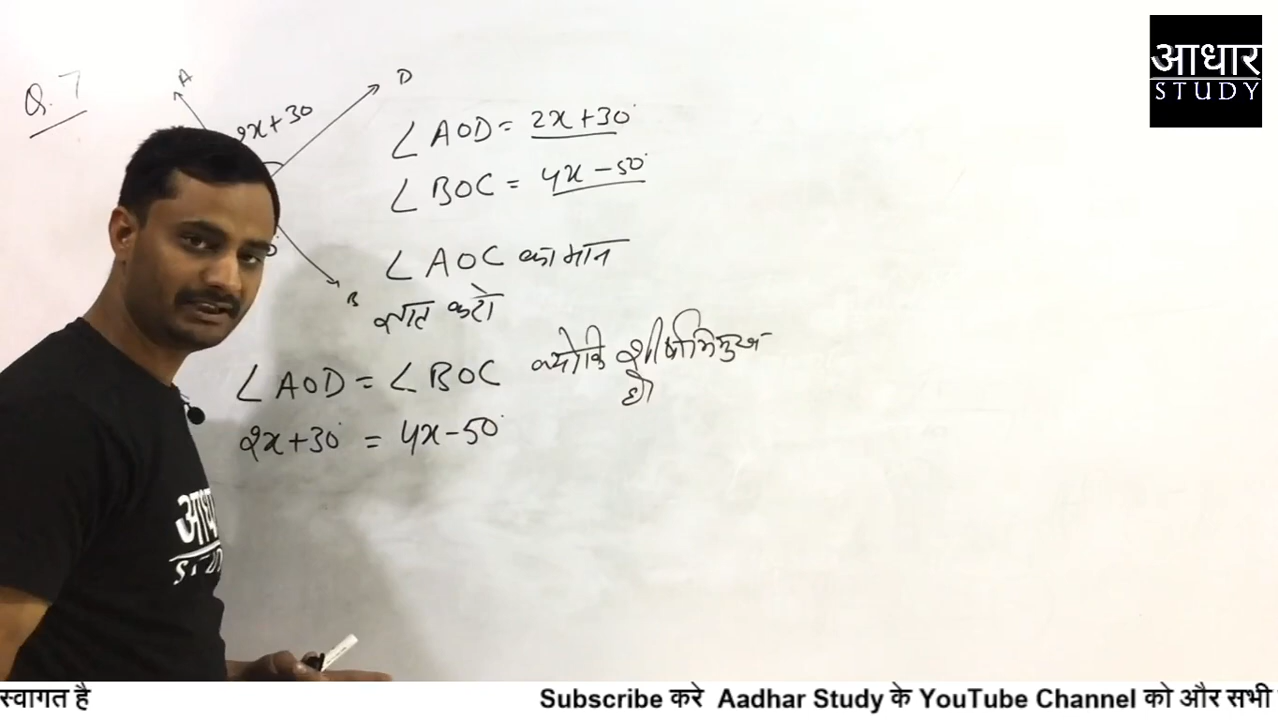 आधार
STUDY
Q. 7
A
D
2x+30
∠AOD = 2x+30°
∠BOC = 4x-50°
∠AOC का मान
ज्ञात करो
B
∠AOD = ∠BOC क्योकि शीर्षाभिमुख
है।
2x+30° = 4x-50°
स्वागत है
Subscribe करे Aadhar Study के YouTube Channel को और सभी